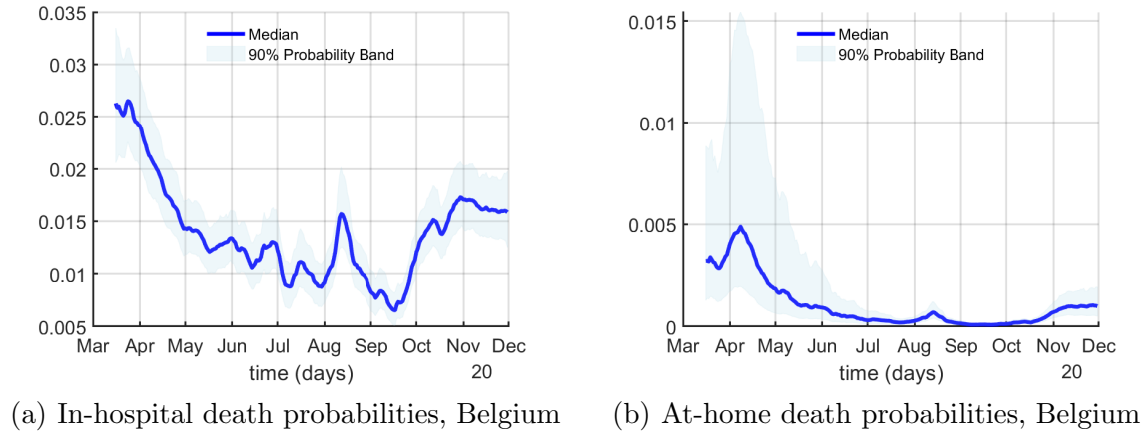 0.035
0.03
0.025
0.02
0.015
0.01
0.005
Median
90% Probability Band
Mar Apr May Jun Jul Aug Sep Oct Nov Dec
time (days)
20
(a) In-hospital death probabilities, Belgium
0.015
0.01
0.005
0
Median
90% Probability Band
Mar Apr May Jun Jul Aug Sep Oct Nov Dec
time (days)
20
(b) At-home death probabilities, Belgium